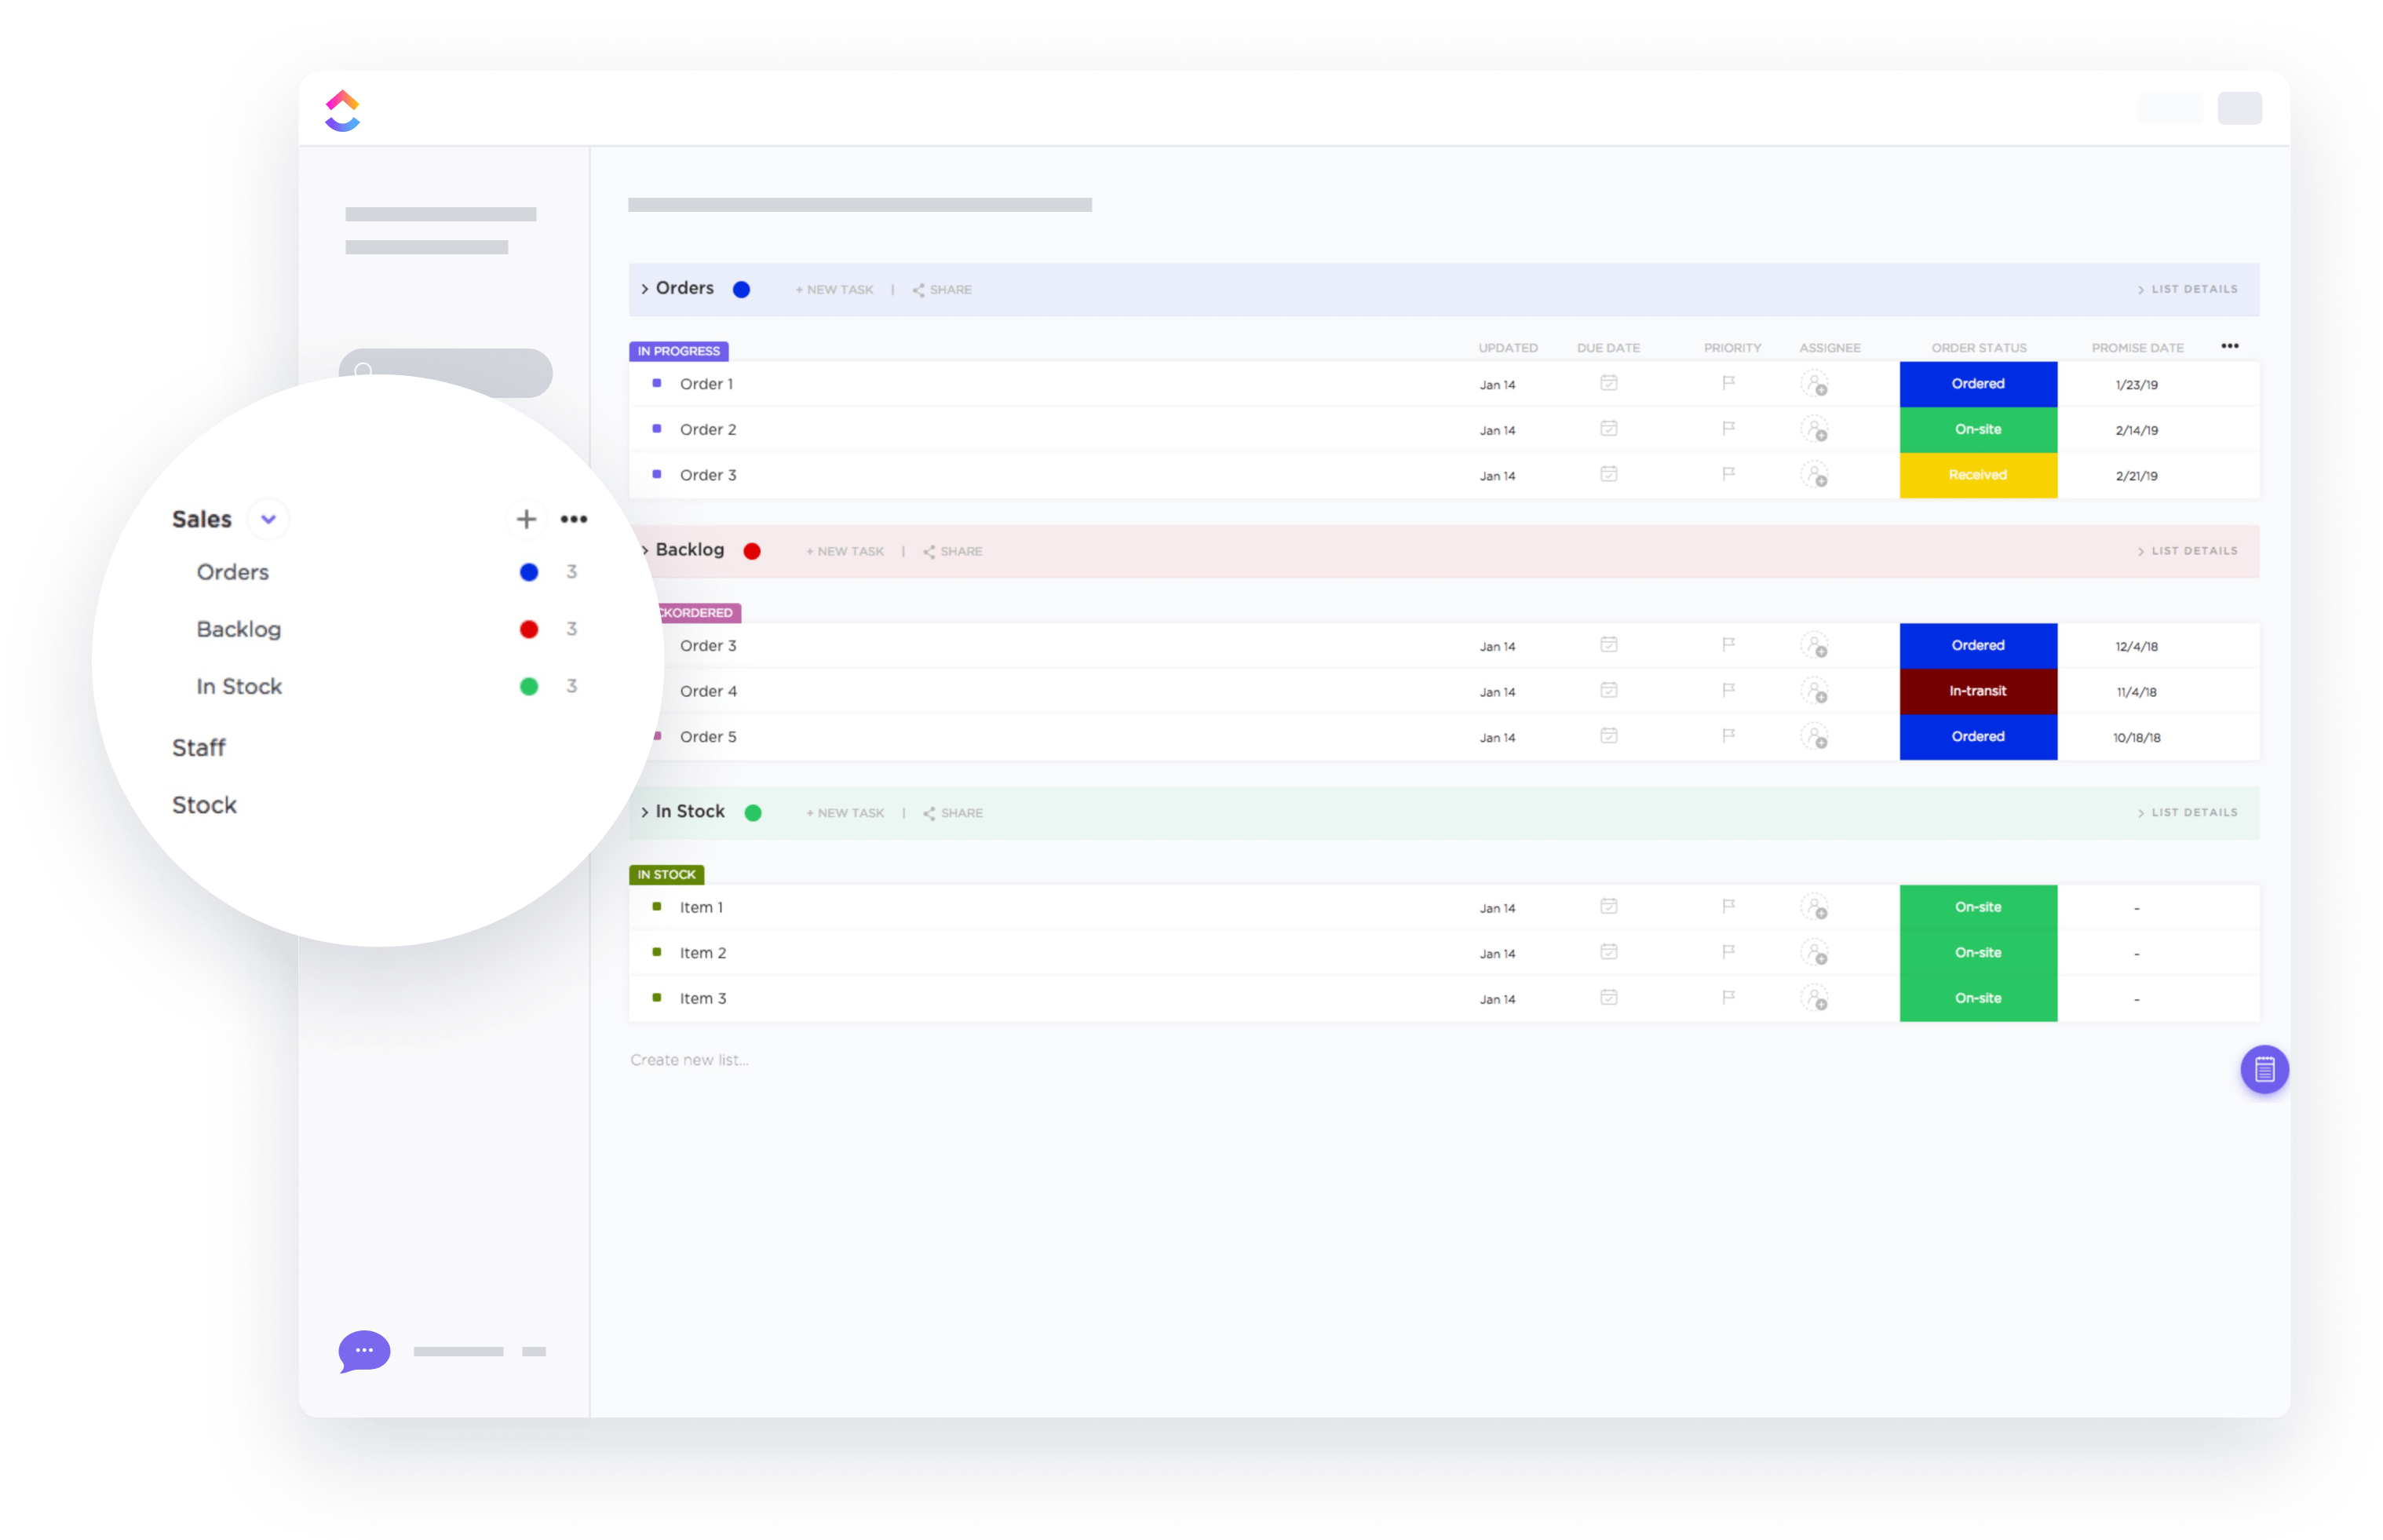 > Orders + NEW TASK | SHARE > LIST DETAILS
IN PROGRESS UPDATED DUE DATE PRIORITY ASSIGNEE ORDER STATUS PROMISE DATE
Order 1 Jan 14 Ordered 1/23/19
Order 2 Jan 14 On-site 2/14/19
Order 3 Jan 14 Received 2/21/19
Sales
Orders 3
Backlog 3
In Stock 3
Staff
Stock
> Backlog + NEW TASK | SHARE > LIST DETAILS
CKORDERED
Order 3 Jan 14 Ordered 12/4/18
Order 4 Jan 14 In-transit 11/4/18
Order 5 Jan 14 Ordered 10/18/18
> In Stock + NEW TASK | SHARE > LIST DETAILS
IN STOCK
Item 1 Jan 14 On-site -
Item 2 Jan 14 On-site -
Item 3 Jan 14 On-site -
Create new list...